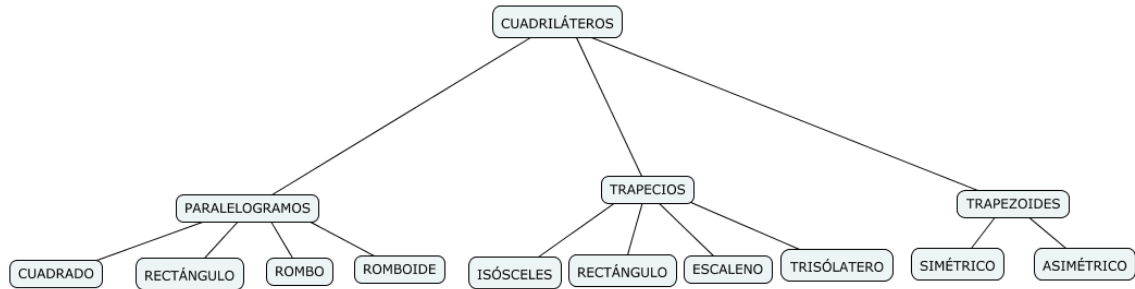 CUADRILÁTEROS
PARALELOGRAMOS
TRAPECIOS
TRAPEZOIDES
CUADRADO
RECTÁNGULO
ROMBO
ROMBOIDE
ISÓSCELES
RECTÁNGULO
ESCALENO
TRISÓLATERO
SIMÉTRICO
ASIMÉTRICO